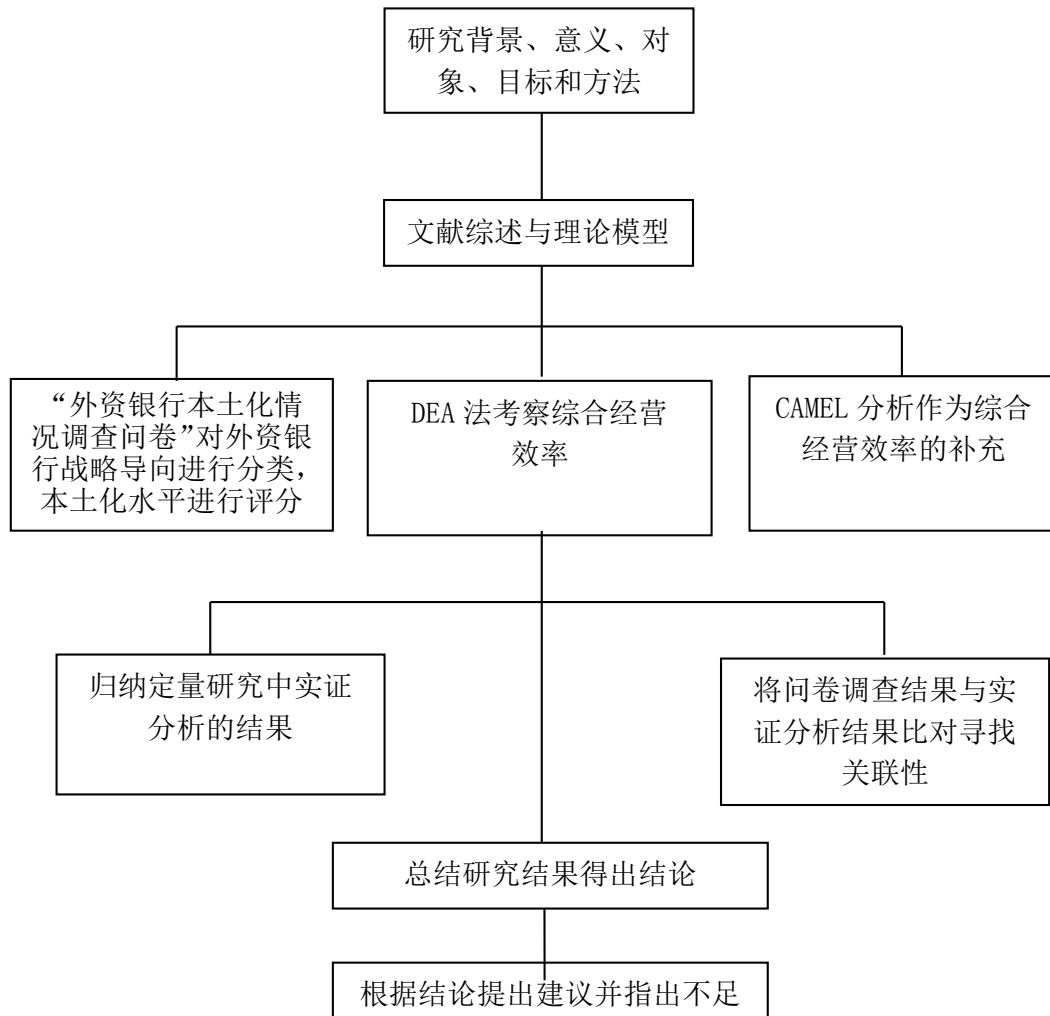 研究背景、意义、对
象、目标和方法
文献综述与理论模型
“外资银行本土化情
况调查问卷”对外资银
行战略导向进行分类，
本土化水平进行评分
DEA 法考察综合经营
效率
CAMEL 分析作为综合
经营效率的补充
归纳定量研究中实证
分析的结果
将问卷调查结果与实
证分析结果比对寻找
关联性
总结研究结果得出结论
根据结论提出建议并指出不足